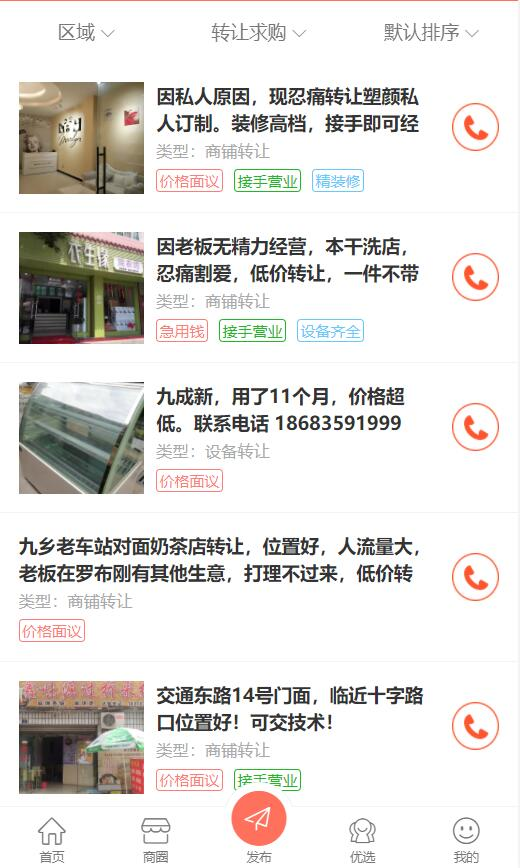 区域
转让求购
默认排序
因私人原因，现忍痛转让塑颜私
人订制。装修高档，接手即可经
类型：商铺转让
价格面议 接手营业 精装修
因老板无精力经营，本干洗店，
忍痛割爱，低价转让，一件不带
类型：商铺转让
急用钱 接手营业 设备齐全
九成新，用了11个月，价格超
低。联系电话 18683591999
类型：设备转让
价格面议
九乡老车站对面奶茶店转让，位置好，人流量大，
老板在罗布刚有其他生意，打理不过来，低价转
类型：商铺转让
价格面议
交通东路14号门面，临近十字路
口位置好！可交技术！
类型：商铺转让
价格面议 接手营业
首页
商圈
发布
优选
我的